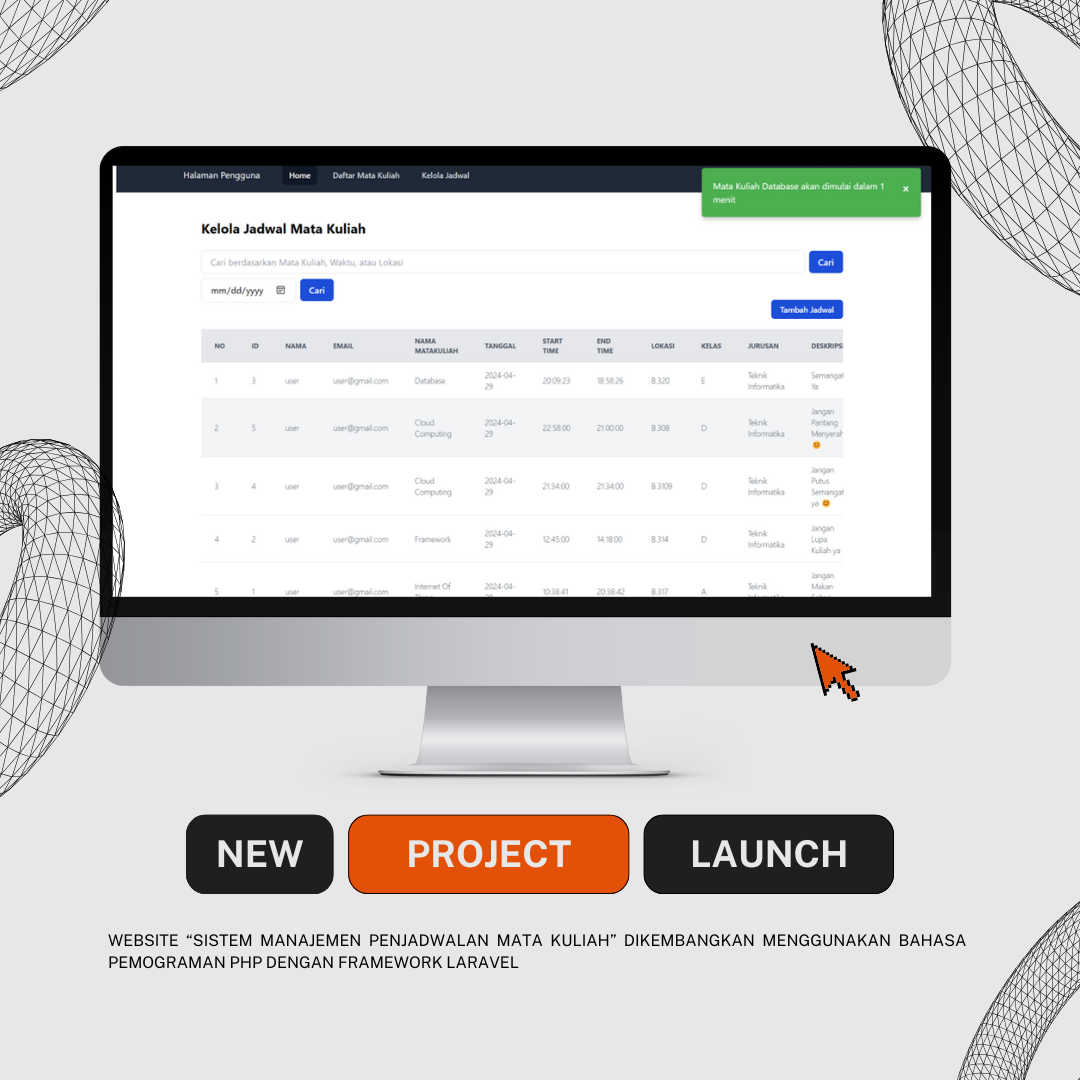 Halaman Pengguna Home Daftar Mata Kuliah Kelola Jadwal
Mata Kuliah Database akan dimulai dalam 1
menit
×
Kelola Jadwal Mata Kuliah
Cari berdasarkan Mata Kuliah, Waktu, atau Lokasi Cari
mm/dd/yyyy Cari
Tambah Jadwal
NO ID NAMA EMAIL NAMA MATAKULIAH TANGGAL START TIME END TIME LOKASI KELAS JURUSAN DESKRIPSI
1 3 user user@gmail.com Database 2024-04-29 20:09:23 18:58:26 B.320 E Teknik Informatika Semangat Ya
2 5 user user@gmail.com Cloud Computing 2024-04-29 22:58:00 21:00:00 B.308 D Teknik Informatika Jangan Pantang Menyerah 😊
3 4 user user@gmail.com Cloud Computing 2024-04-29 21:34:00 21:34:00 B.3109 D Teknik Informatika Jangan Putus Semangat ya 😊
4 2 user user@gmail.com Framework 2024-04-29 12:45:00 14:18:00 B.314 D Teknik Informatika Jangan Lupa Kuliah ya
5 1 user user@gmail.com Internet Of 2024-04- 10:38:41 20:38:42 B.317 A Teknik Jangan Makan
NEW PROJECT LAUNCH
WEBSITE “SISTEM MANAJEMEN PENJADWALAN MATA KULIAH” DIKEMBANGKAN MENGGUNAKAN BAHASA
PEMOGRAMAN PHP DENGAN FRAMEWORK LARAVEL